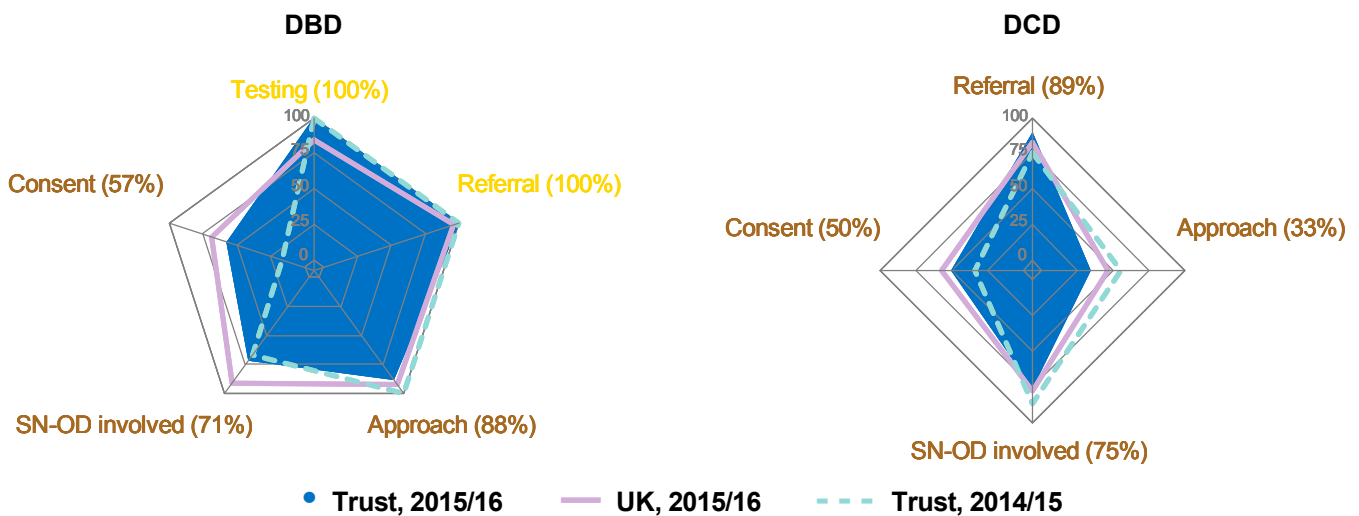 DBD
DCD
Testing (100%)
Referral (89%)
100
75
50
25
0
100
75
50
25
0
Consent (57%)
Referral (100%)
Consent (50%)
Approach (33%)
SN-OD involved (71%)
Approach (88%)
SN-OD involved (75%)
Trust, 2015/16
UK, 2015/16
Trust, 2014/15